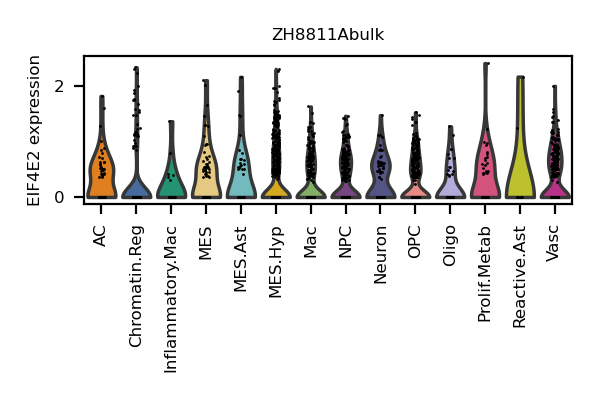 ZH8811Abulk
EIF4E2 expression
2
0
AC
Chromatin.Reg
Inflammatory.Mac
MES
MES.Ast
MES.Hyp
Mac
NPC
Neuron
OPC
Oligo
Prolif.Metab
Reactive.Ast
Vasc